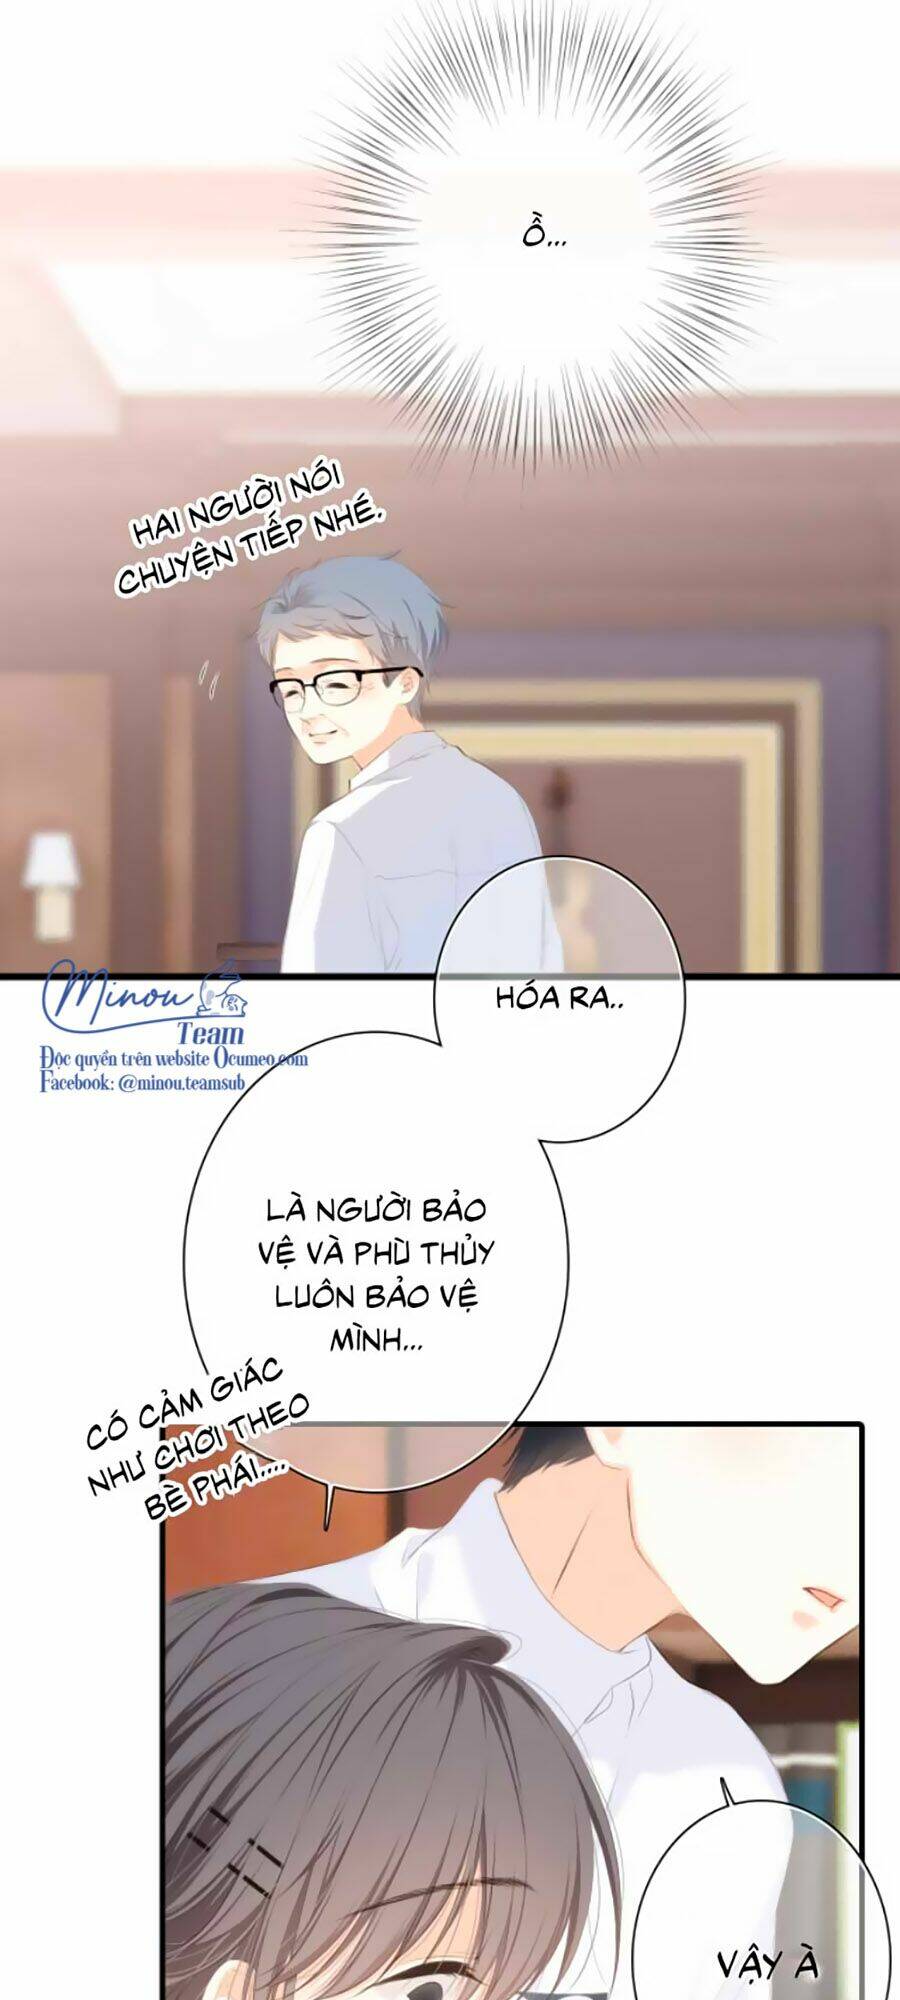 Ồ...
HAI NGƯỜI NÓI
CHUYỆN TIẾP NHÉ.
HÓA RA..
Minou
Team
Độc quyền trên website Ocumeo.com
Facebook: @minou.teamsub
LÀ NGƯỜI BẢO
VỆ VÀ PHÙ THỦY
LUÔN BẢO VỆ
MÌNH...
CÓ CẢM GIÁC
NHƯ CHƠI THEO
BÈ PHÁI....
VẬY À